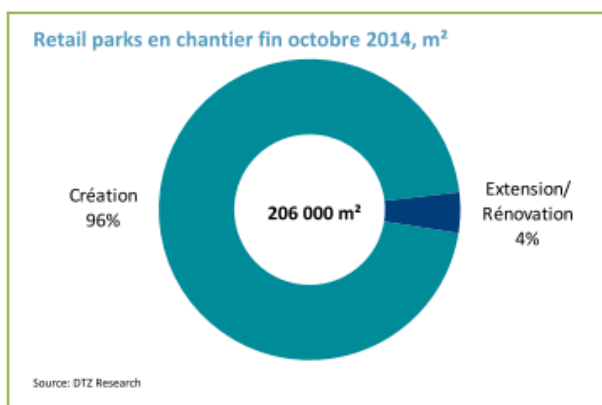 Retail parks en chantier fin octobre 2014, m²
Création
96%
206 000 m²
Extension/
Rénovation
4%
Source: DTZ Research